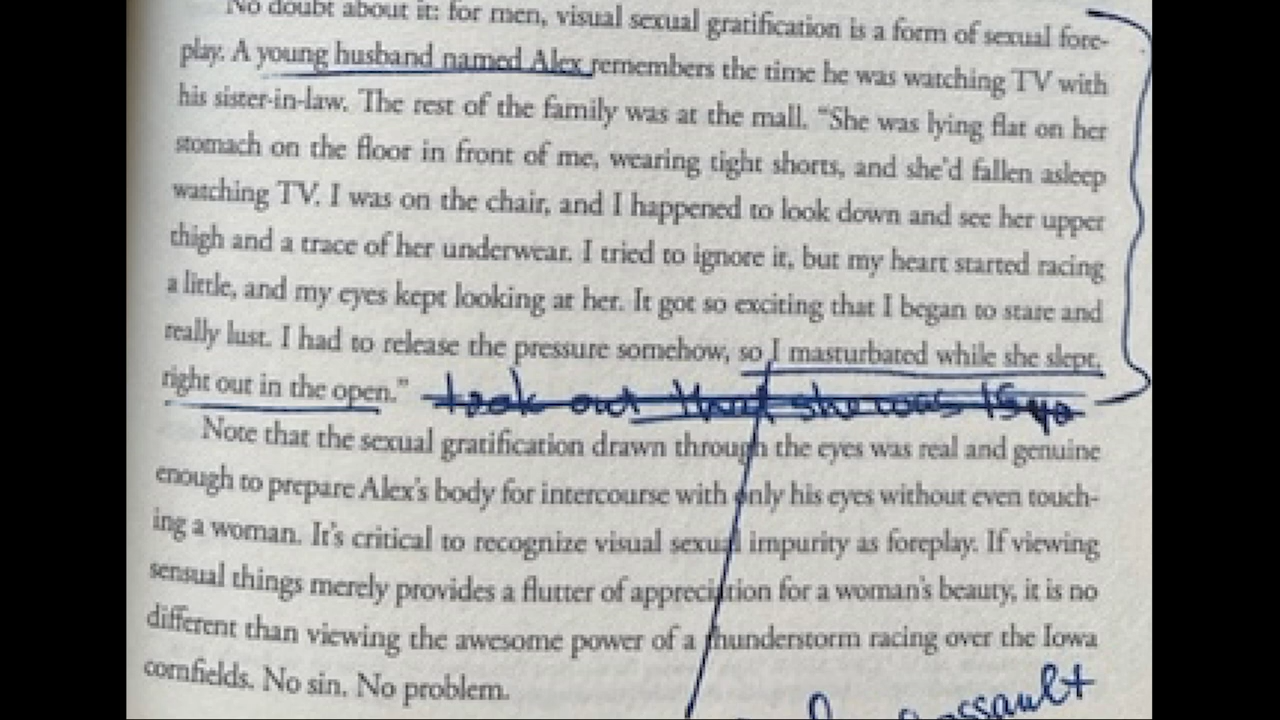 No doubt about it: for men, visual sexual gratification is a form of sexual fore-
play. A young husband named Alex remembers the time he was watching TV with
his sister-in-law. The rest of the family was at the mall. “She was lying flat on her
stomach on the floor in front of me, wearing tight shorts, and she’d fallen asleep
watching TV. I was on the chair, and I happened to look down and see her upper
thigh and a trace of her underwear. I tried to ignore it, but my heart started racing
a little, and my eyes kept looking at her. It got so exciting that I began to stare and
really lust. I had to release the pressure somehow, so I masturbated while she slept,
right out in the open.”
took out that she was 15 yo
Note that the sexual gratification drawn through the eyes was real and genuine
enough to prepare Alex’s body for intercourse with only his eyes without even touch-
ing a woman. It’s critical to recognize visual sexual impurity as foreplay. If viewing
sensual things merely provides a flutter of appreciation for a woman’s beauty, it is no
different than viewing the awesome power of a thunderstorm racing over the Iowa
cornfields. No sin. No problem.
assault